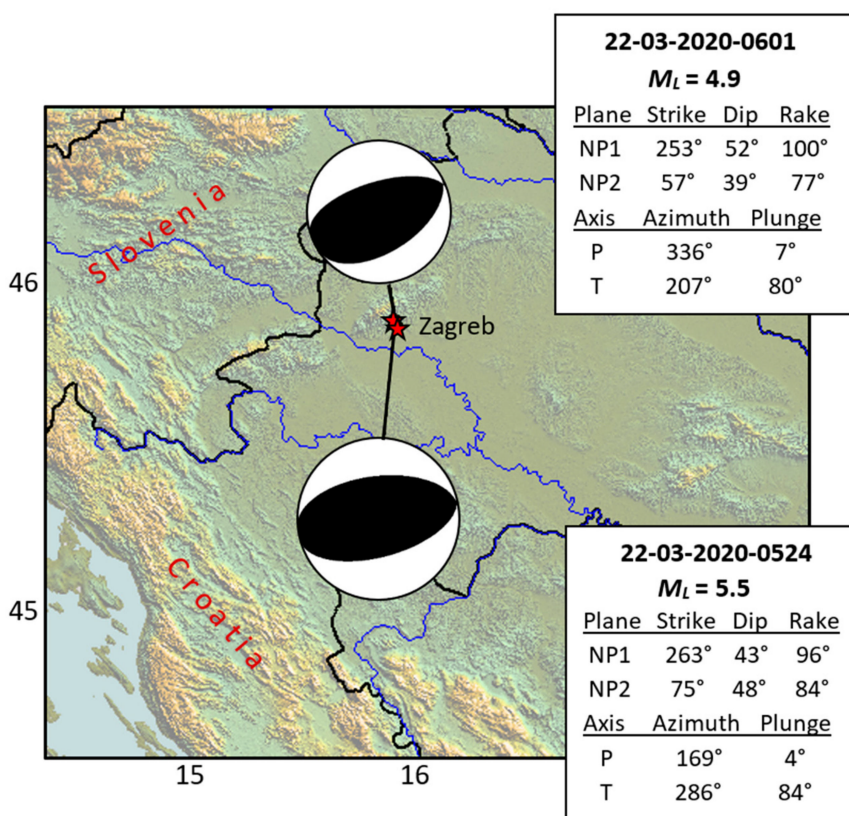 22-03-2020-0601
ML = 4.9
Plane Strike Dip Rake
NP1 253° 52° 100°
NP2 57° 39° 77°
Axis Azimuth Plunge
P 336° 7°
T 207° 80°
Slovenia
46
Zagreb
22-03-2020-0524
ML = 5.5
Plane Strike Dip Rake
NP1 263° 43° 96°
NP2 75° 48° 84°
Axis Azimuth Plunge
P 169° 4°
T 286° 84°
Croatia
45
15 16